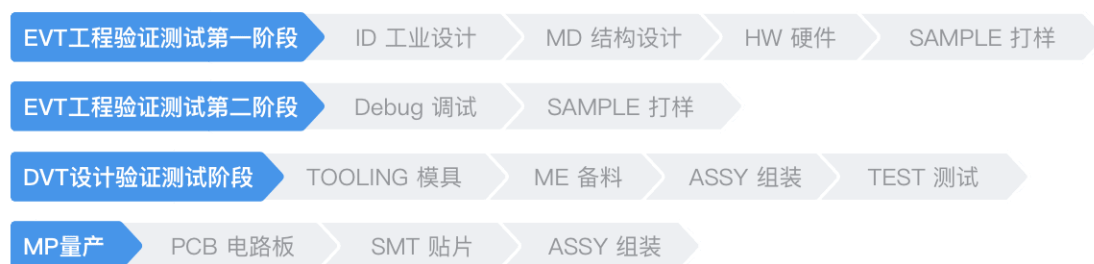 EVT工程验证测试第一阶段 ID 工业设计 MD 结构设计 HW 硬件 SAMPLE 打样
EVT工程验证测试第二阶段 Debug 调试 SAMPLE 打样
DVT设计验证测试阶段 TOOLING 模具 ME 备料 ASSY 组装 TEST 测试
MP量产 PCB 电路板 SMT 贴片 ASSY 组装